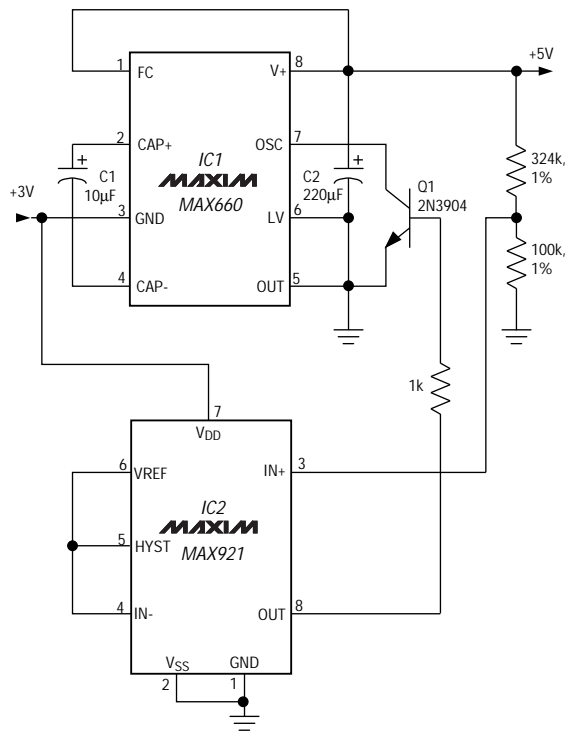 +5V
1 FC V+ 8
2 CAP+ OSC 7
C1
10µF
IC1
MAXIM
MAX660
C2
220µF
Q1
2N3904
324k,
1%
+3V
3 GND LV 6
100k,
1%
4 CAP- OUT 5
1k
7
VDD
6 VREF IN+ 3
IC2
MAXIM
5 HYST
MAX921
4 IN- OUT 8
VSS GND
2 1
+
+